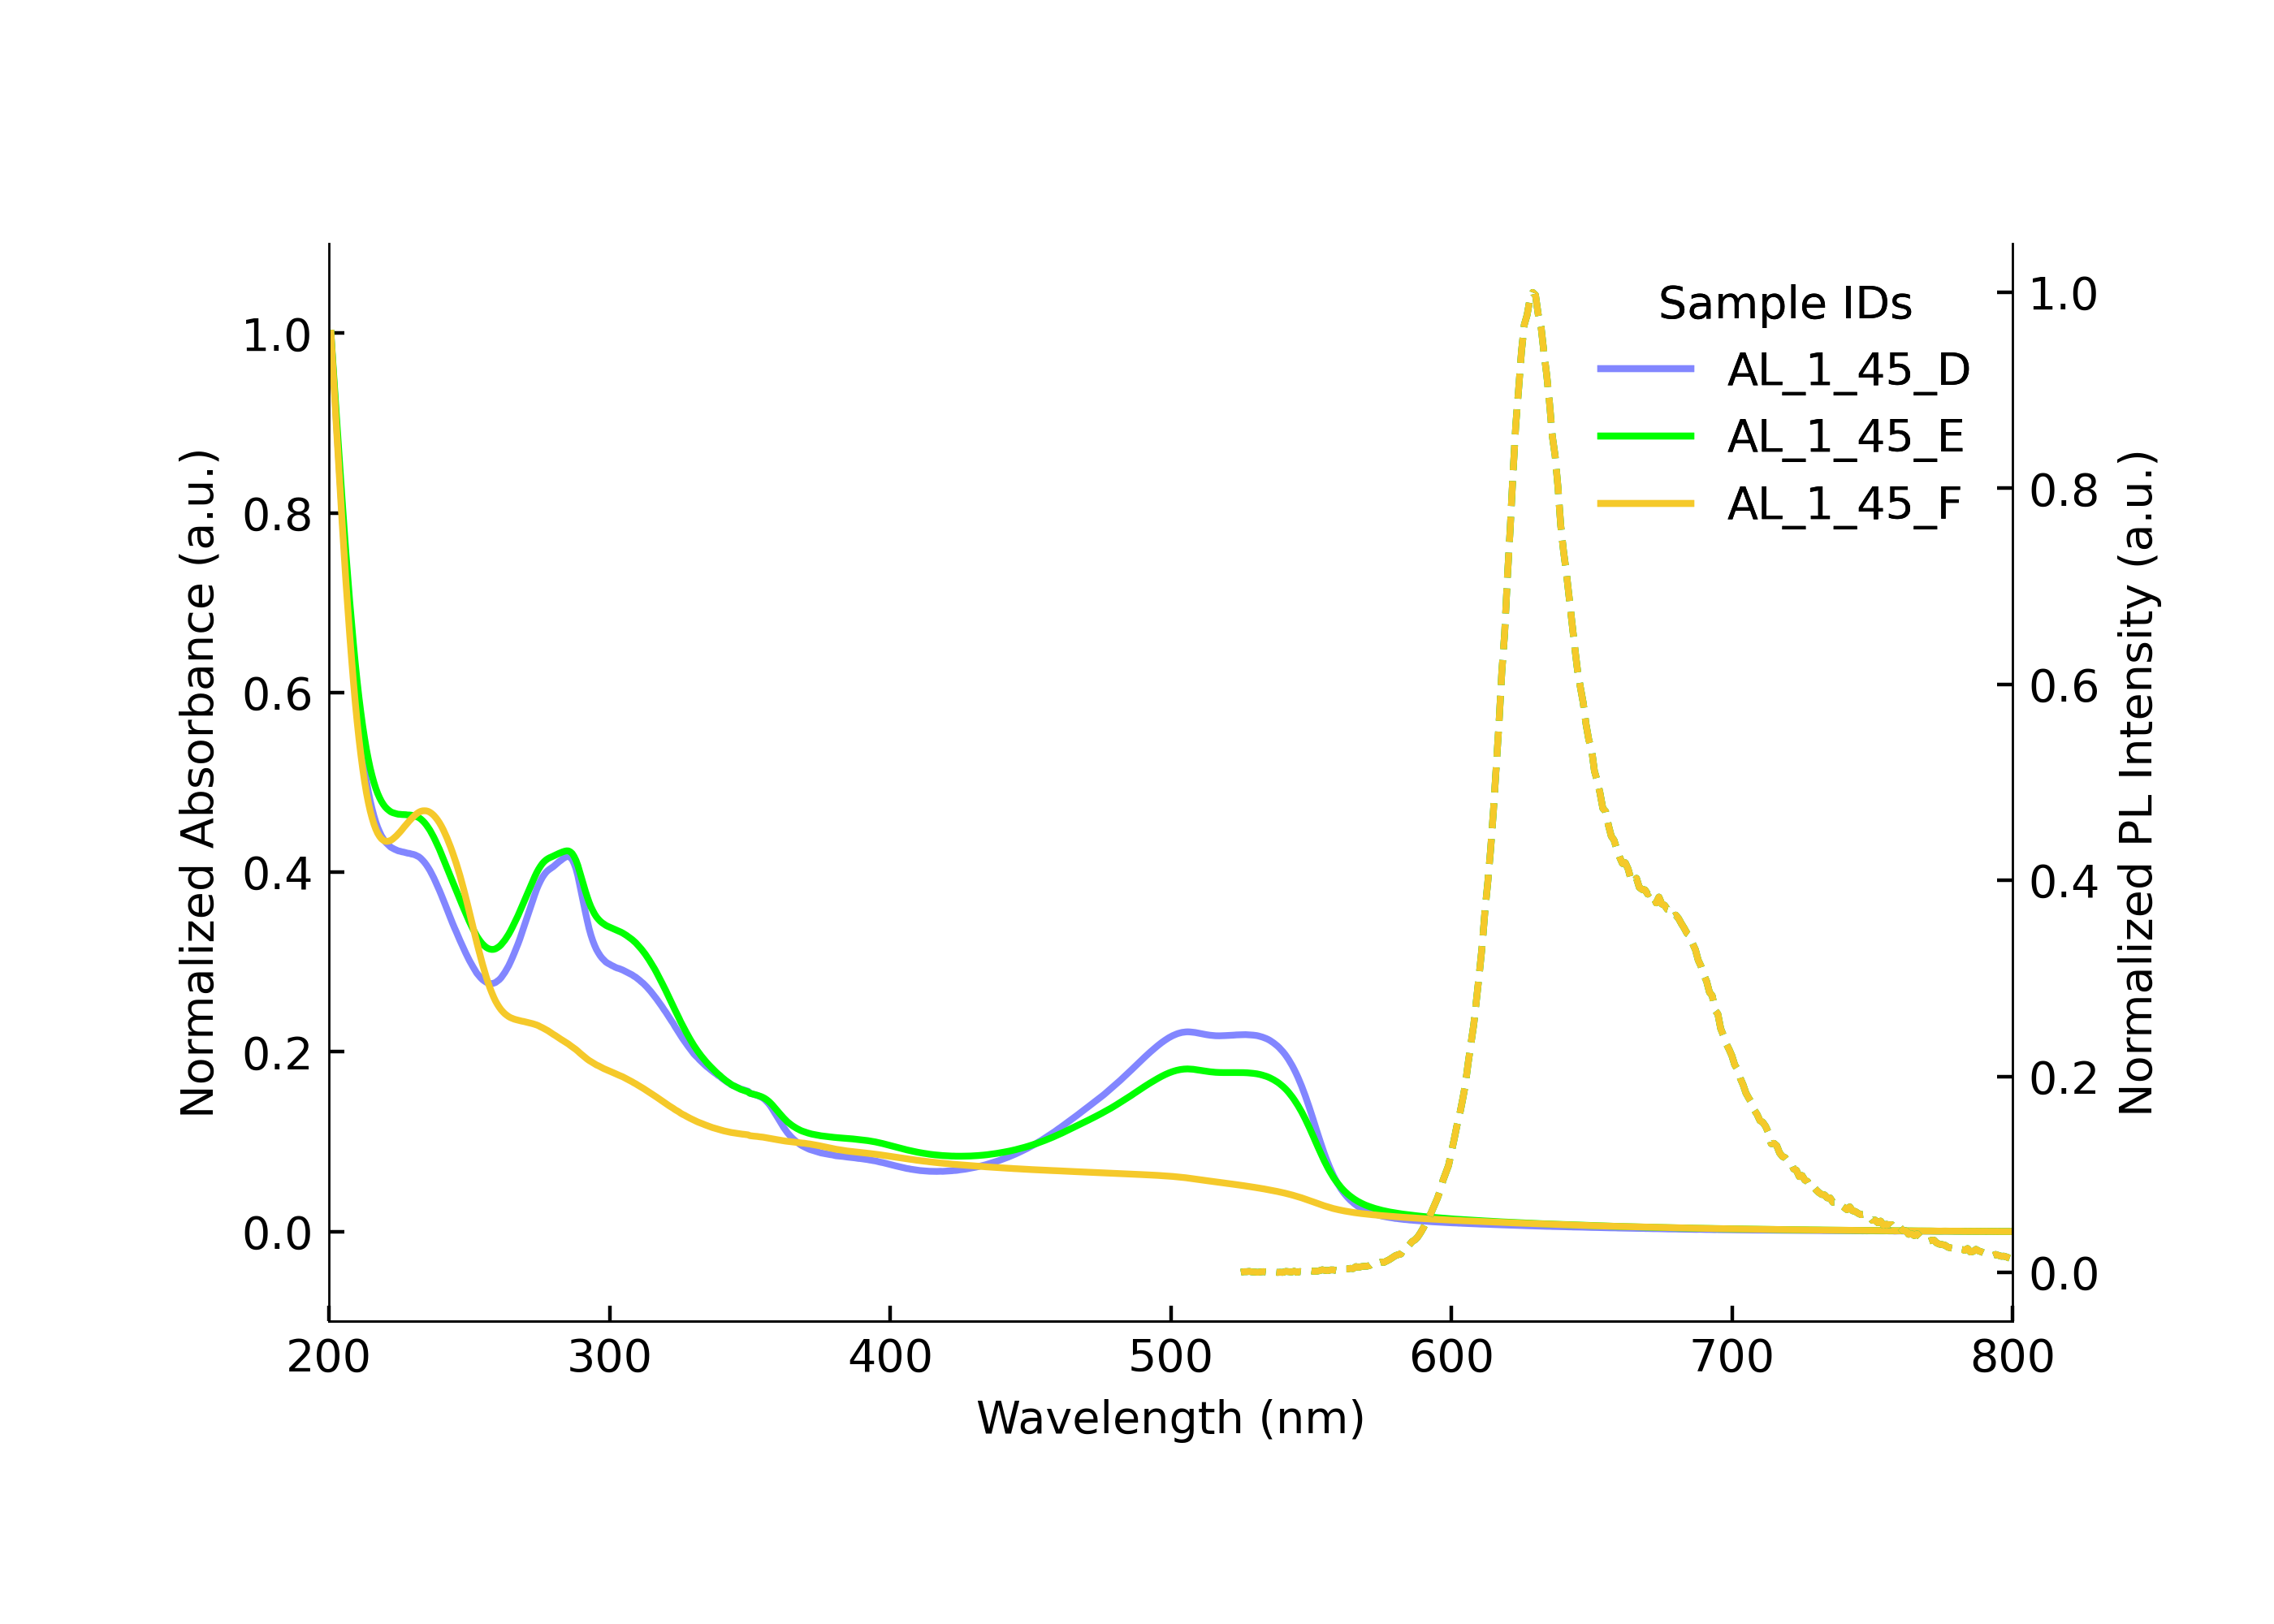 Sample IDs
AL_1_45_D
AL_1_45_E
AL_1_45_F
Normalized Absorbance (a.u.)
1.0
0.8
0.6
0.4
0.2
0.0
Normalized PL Intensity (a.u.)
1.0
0.8
0.6
0.4
0.2
0.0
200 300 400 500 600 700 800
Wavelength (nm)